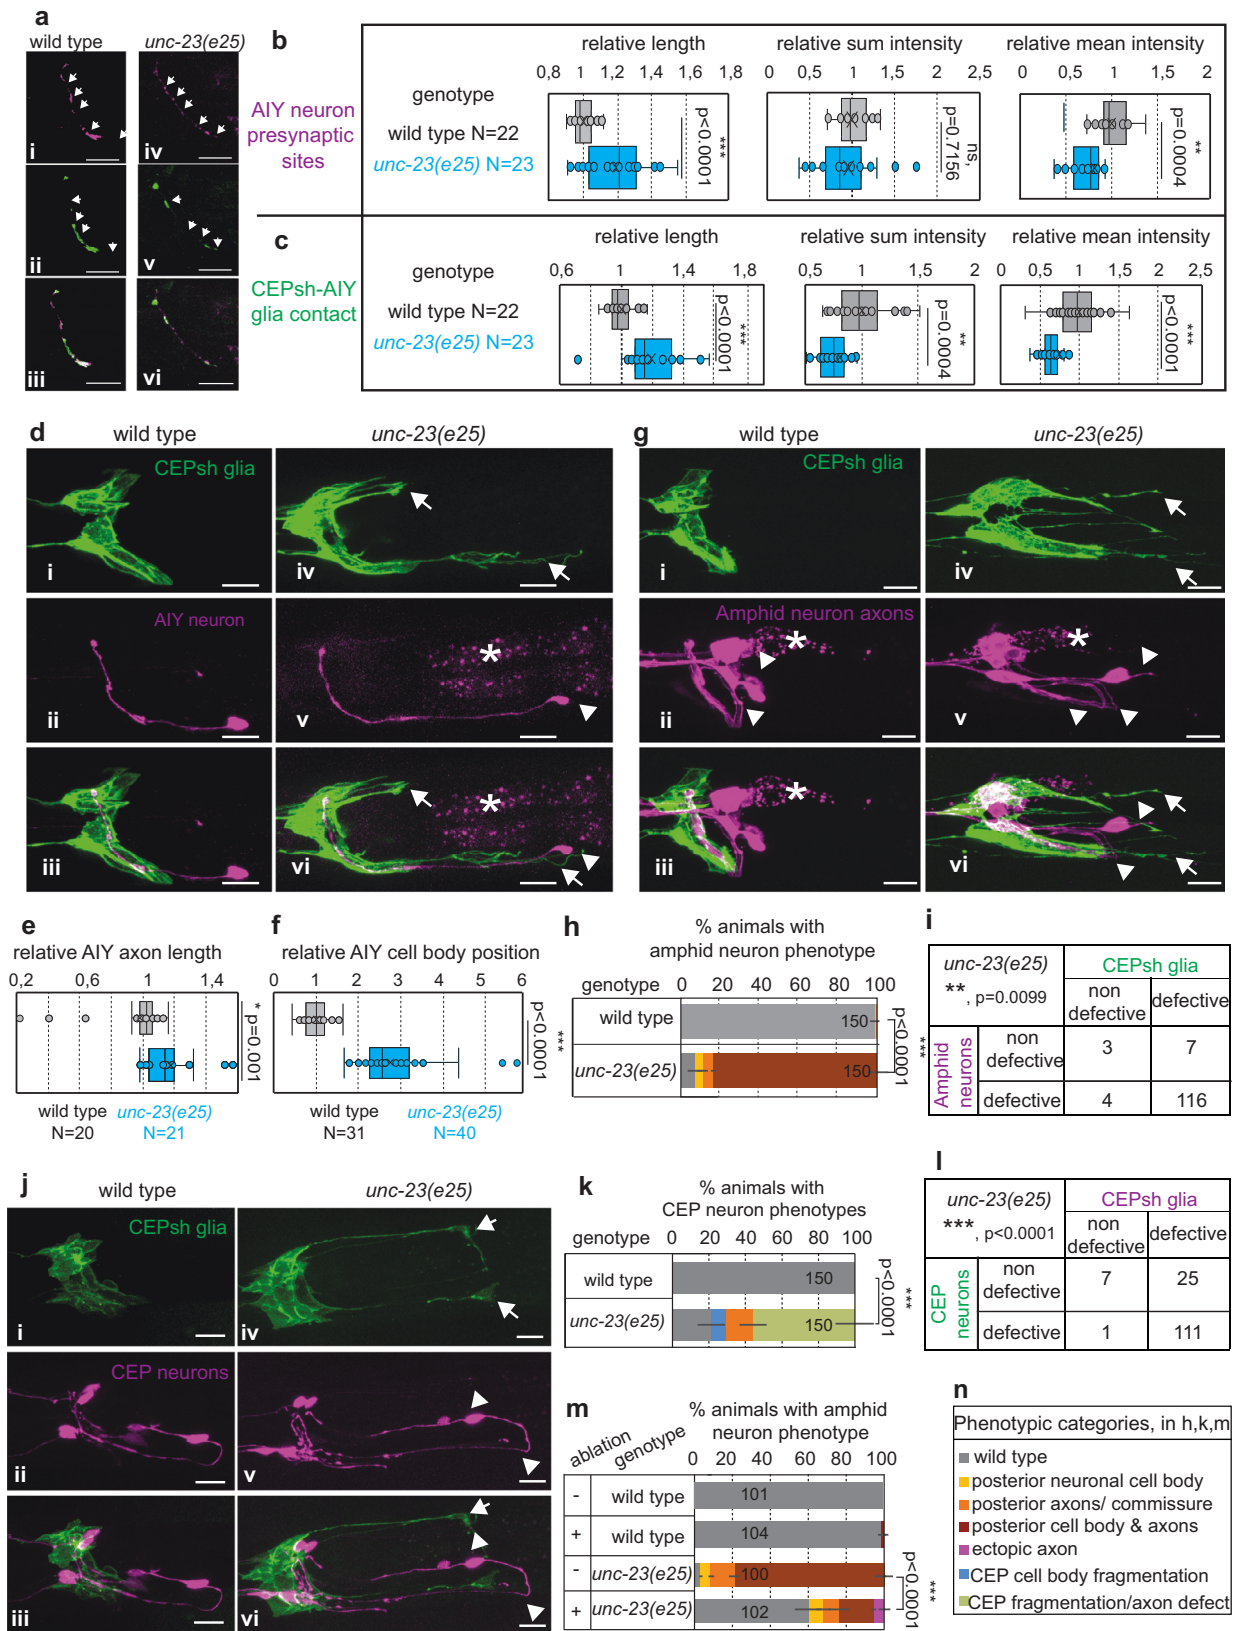 a
wild type
unc-23(e25)
i
iv
ii
v
iii
vi
b
AIY neuron
presynaptic
sites
genotype
wild type N=22
unc-23(e25) N=23
relative length
0,8 1 1,2 1,4 1,6 1,8
***
p<0.0001
relative sum intensity
0 0,5 1 1,5 2 2,5
ns,
p=0.7156
relative mean intensity
0 0,5 1 1,5 2
**
p=0.0004
c
CEPsh-AIY
glia contact
genotype
wild type N=22
unc-23(e25) N=23
relative length
0,6 1 1,4 1,8
***
p<0.0001
relative sum intensity
0,5 1 1,5 2
**
p=0.0004
relative mean intensity
0 0,5 1 1,5 2 2,5
***
p<0.0001
d
wild type
unc-23(e25)
CEPsh glia
i
iv
AIY neuron
ii
v
*
iii
vi
*
g
wild type
unc-23(e25)
CEPsh glia
i
iv
Amphid neuron axons
*
ii
*
v
*
iii
vi
e
relative AIY axon length
0,2 0,6 1 1,4
* p=0.001
wild type
N=20
unc-23(e25)
N=21
f
relative AIY cell body position
0 1 2 3 4 5 6
p<0.0001
***
wild type
N=31
unc-23(e25)
N=40
h
% animals with
amphid neuron phenotype
genotype
0 20 40 60 80 100
wild type
150
unc-23(e25)
150
p<0.0001
***
i
unc-23(e25)
**, p=0.0099
CEPsh glia
non
defective
defective
Amphid
neurons
non
defective
3
7
defective
4
116
j
wild type
unc-23(e25)
CEPsh glia
i
iv
CEP neurons
ii
v
iii
vi
k
% animals with
CEP neuron phenotypes
genotype
0 20 40 60 80 100
wild type
150
unc-23(e25)
150
p<0.0001
***
l
unc-23(e25)
***, p<0.0001
CEPsh glia
non
defective
defective
CEP
neurons
non
defective
7
25
defective
1
111
m
% animals with amphid
neuron phenotype
ablation
genotype
0 20 40 60 80 100
- wild type 101
+ wild type 104
- unc-23(e25) 100
+ unc-23(e25) 102
p<0.0001
***
n
Phenotypic categories, in h,k,m
wild type
posterior neuronal cell body
posterior axons/ commissure
posterior cell body & axons
ectopic axon
CEP cell body fragmentation
CEP fragmentation/axon defect